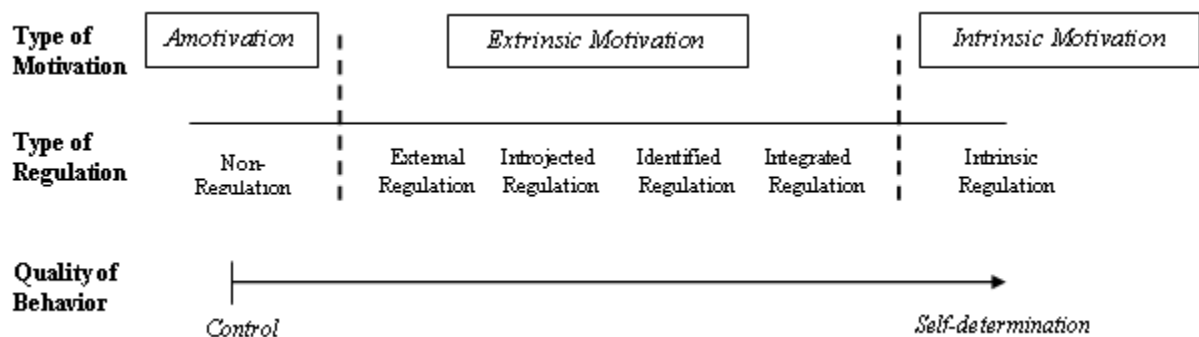 Type of
Motivation
Amotivation
Extrinsic Motivation
Intrinsic Motivation
Type of
Regulation
Non-
Regulation
External
Regulation
Introjected
Regulation
Identified
Regulation
Integrated
Regulation
Intrinsic
Regulation
Quality of
Behavior
Control
Self-determination